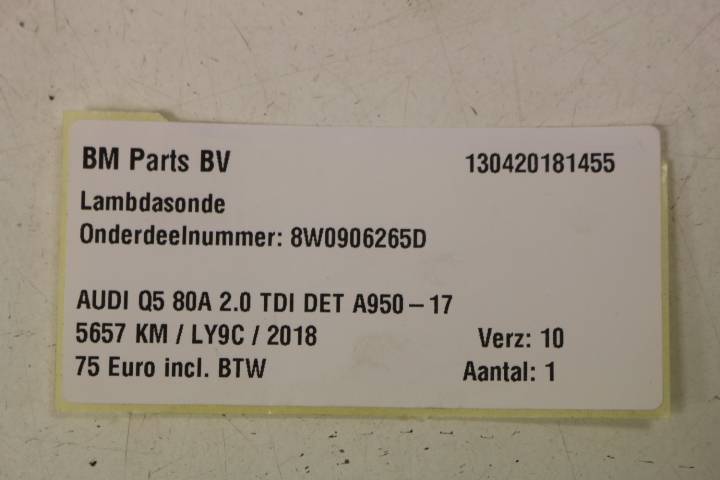 BM Parts BV 130420181455
Lambdasonde
Onderdeelnummer: 8W0906265D
AUDI Q5 80A 2.0 TDI DET A950-17
5657 KM / LY9C / 2018 Verz: 10
75 Euro incl. BTW Aantal: 1